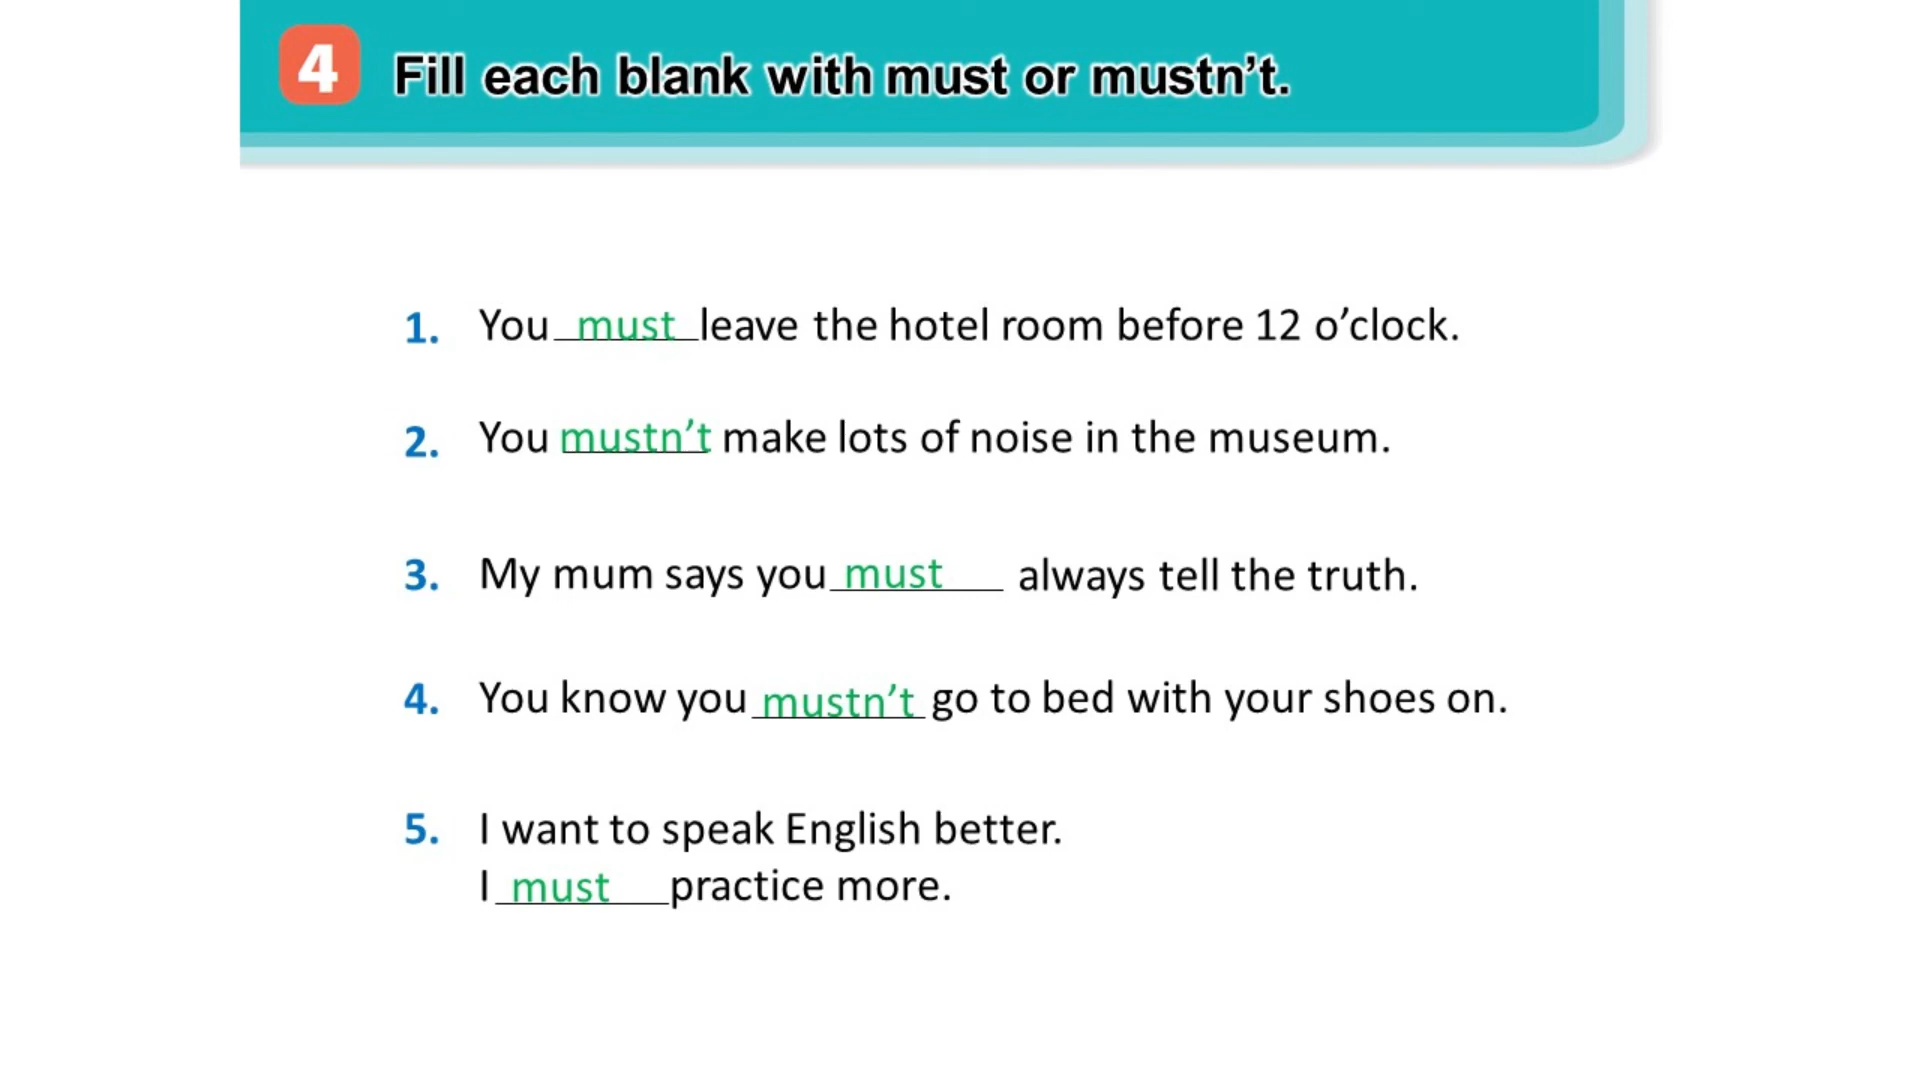 4 Fill each blank with must or mustn’t.
1. You must leave the hotel room before 12 o’clock.
2. You mustn’t make lots of noise in the museum.
3. My mum says you must always tell the truth.
4. You know you mustn’t go to bed with your shoes on.
5. I want to speak English better.
I must practice more.